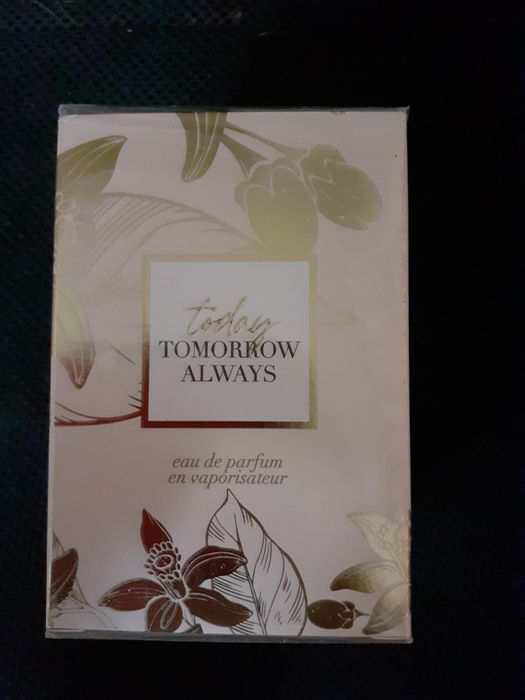 today
TOMORROW
ALWAYS
eau de parfum
en vaporisateur